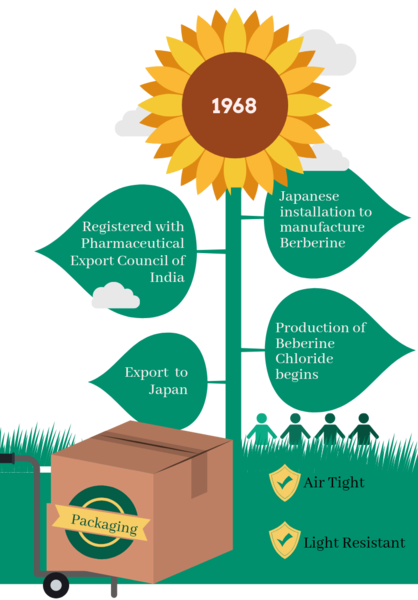 1968
Japanese
installation to
manufacture
Berberine
Registered with
Pharmaceutical
Export Council of
India
Production of
Beberine
Chloride
begins
Export to
Japan
Packaging
Air Tight
Light Resistant